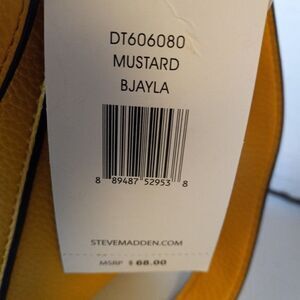 DT606080
MUSTARD
BJAYLA
8 89487 52953 8
STEVEMADDEN.COM
MSRP $ 68.00